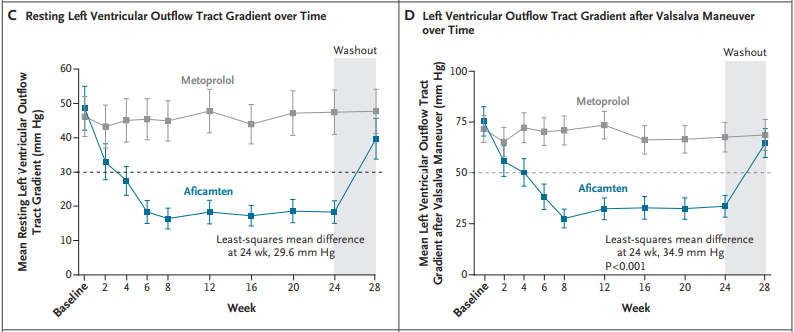 C Resting Left Ventricular Outflow Tract Gradient over Time
Washout
Mean Resting Left Ventricular Outflow
Tract Gradient (mm Hg)
60
50
40
30
20
10
0
Metoprolol
Aficamten
Least-squares mean difference
at 24 wk, 29.6 mm Hg
Baseline 2 4 6 8 12 16 20 24 28
Week
D Left Ventricular Outflow Tract Gradient after Valsalva Maneuver
over Time
Washout
Mean Left Ventricular Outflow Tract
Gradient after Valsalva Maneuver (mm Hg)
100
75
50
25
0
Metoprolol
Aficamten
Least-squares mean difference
at 24 wk, 34.9 mm Hg
P<0.001
Baseline 2 4 6 8 12 16 20 24 28
Week